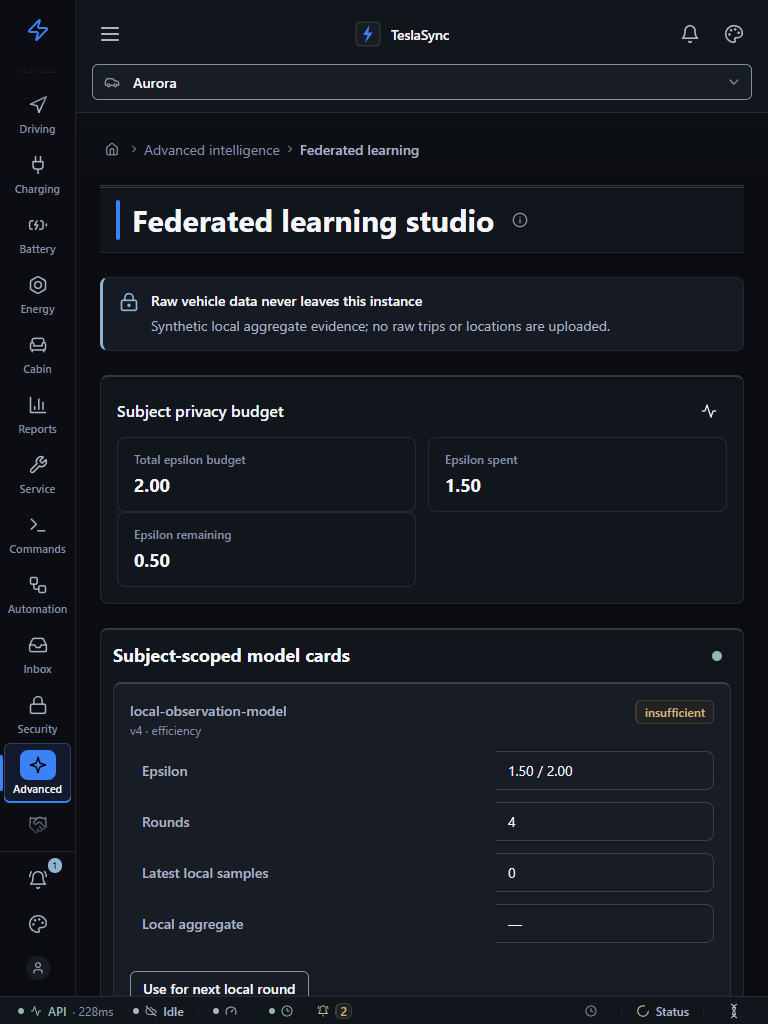 TeslaSync
Aurora
Driving
Charging
Battery
Energy
Cabin
Reports
Service
Commands
Automation
Inbox
Security
Advanced
1
Advanced intelligence
Federated learning
Federated learning studio
Raw vehicle data never leaves this instance
Synthetic local aggregate evidence; no raw trips or locations are uploaded.
Subject privacy budget
Total epsilon budget
2.00
Epsilon spent
1.50
Epsilon remaining
0.50
Subject-scoped model cards
local-observation-model
insufficient
v4 · efficiency
Epsilon
1.50 / 2.00
Rounds
4
Latest local samples
0
Local aggregate
—
Use for next local round
API · 228ms
Idle
2
Status